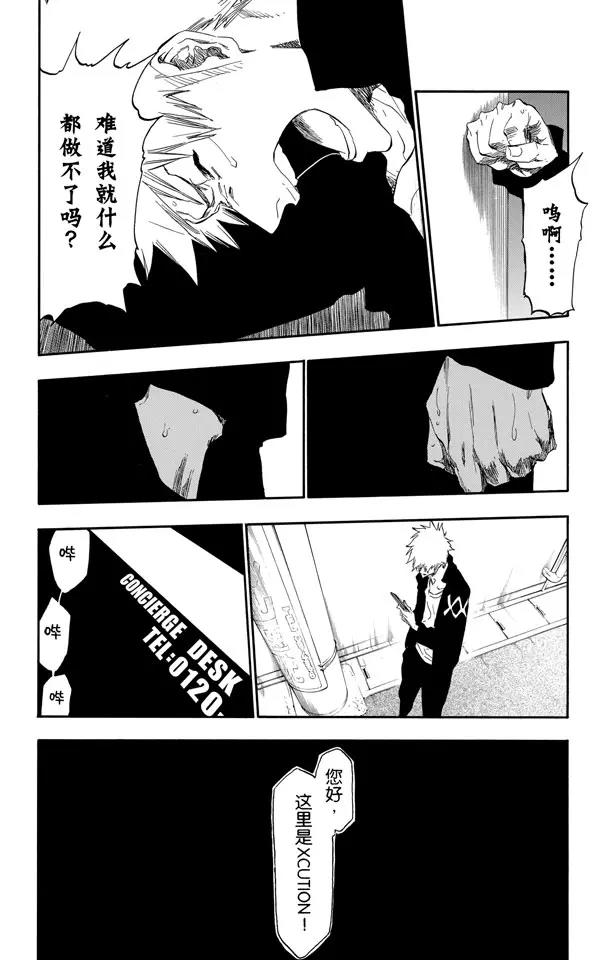 呜啊……
难道我就什么
都做不了吗？
哔
哔
哔
CONCIERGE DESK
TEL:0120-
您好，
这里是XCUTION！